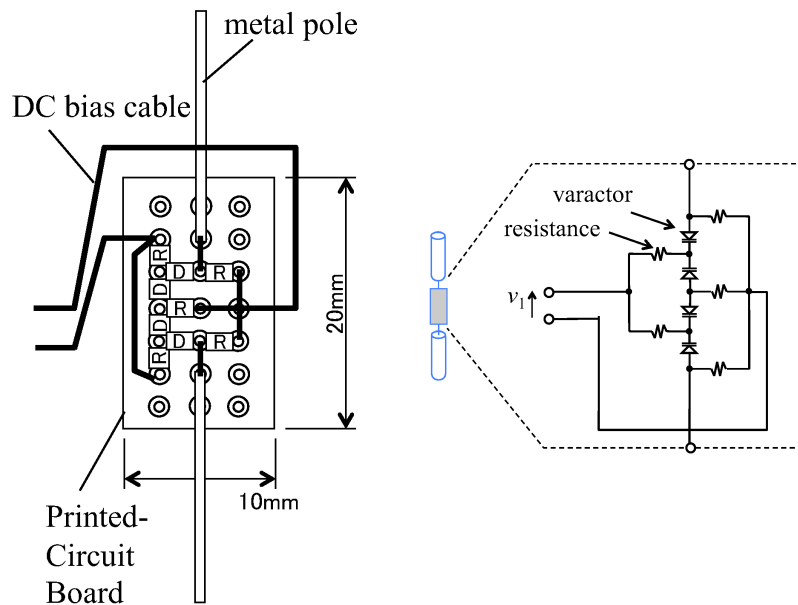 metal pole
DC bias cable
R
D R
D
R
D
D R
R
20mm
10mm
Printed-
Circuit
Board
varactor
resistance
v1